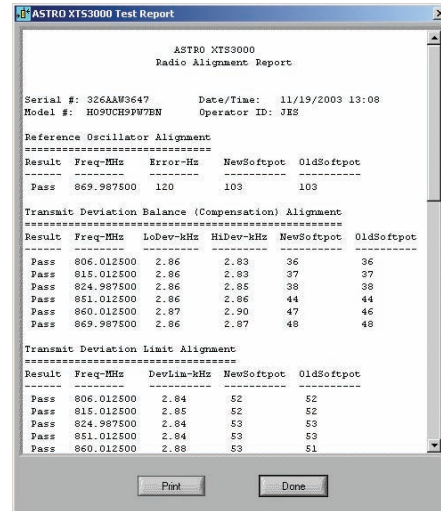 ASTRO XTS3000 Test Report
ASTRO XTS3000
Radio Alignment Report
Serial #: 326AAW3647 Date/Time: 11/19/2003 13:08
Model #: H09UCH9PW7BN Operator ID: JES
Reference Oscillator Alignment
==============================
Result Freq-MHz Error-Hz NewSoftpot OldSoftpot
------ -------- -------- ---------- ----------
Pass 869.987500 120 103 103
Transmit Deviation Balance (Compensation) Alignment
===================================================
Result Freq-MHz LoDev-kHz HiDev-kHz NewSoftpot OldSoftpot
------ -------- --------- --------- ---------- ----------
Pass 806.012500 2.86 2.83 36 36
Pass 815.012500 2.86 2.83 37 37
Pass 824.987500 2.86 2.85 38 38
Pass 851.012500 2.86 2.86 44 44
Pass 860.012500 2.87 2.90 47 46
Pass 869.987500 2.86 2.87 48 48
Transmit Deviation Limit Alignment
==================================
Result Freq-MHz DevLim-kHz NewSoftpot OldSoftpot
------ -------- ---------- ---------- ----------
Pass 806.012500 2.84 52 52
Pass 815.012500 2.85 52 52
Pass 824.987500 2.84 53 53
Pass 851.012500 2.84 53 53
Pass 860.012500 2.88 53 51
Print Done